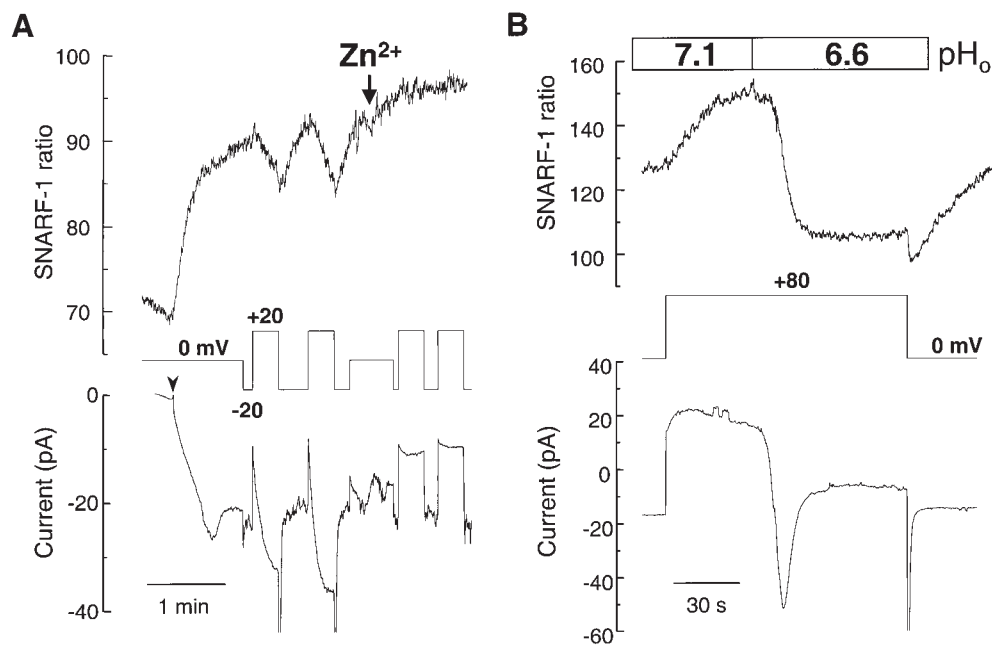 A
B
Zn2+
7.1 6.6 pHo
100
90
80
70
SNARF-1 ratio
160
140
120
100
SNARF-1 ratio
+20
0 mV
-20
+80
0 mV
0
-20
-40
Current (pA)
1 min
40
20
0
-20
-40
-60
Current (pA)
30 s